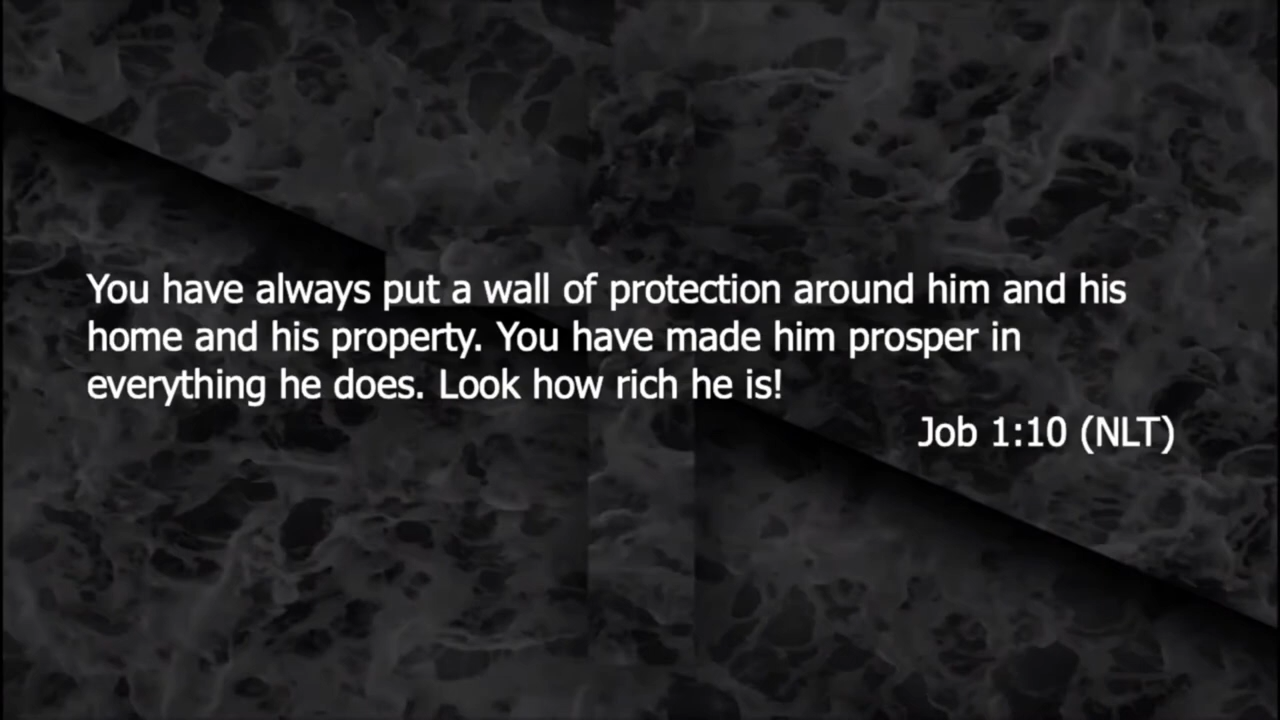 You have always put a wall of protection around him and his
home and his property. You have made him prosper in
everything he does. Look how rich he is!
Job 1:10 (NLT)